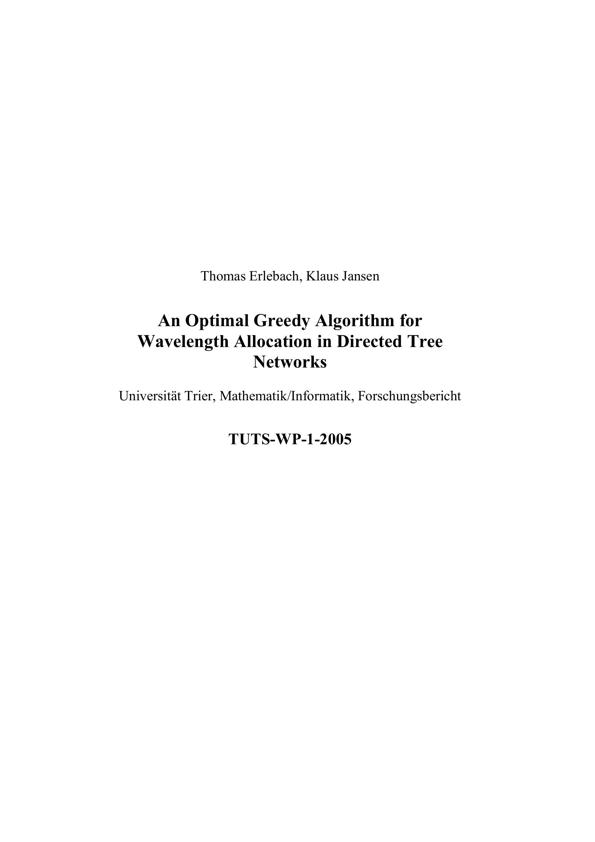 Thomas Erlebach, Klaus Jansen
An Optimal Greedy Algorithm for
Wavelength Allocation in Directed Tree
Networks
Universität Trier, Mathematik/Informatik, Forschungsbericht
TUTS-WP-1-2005